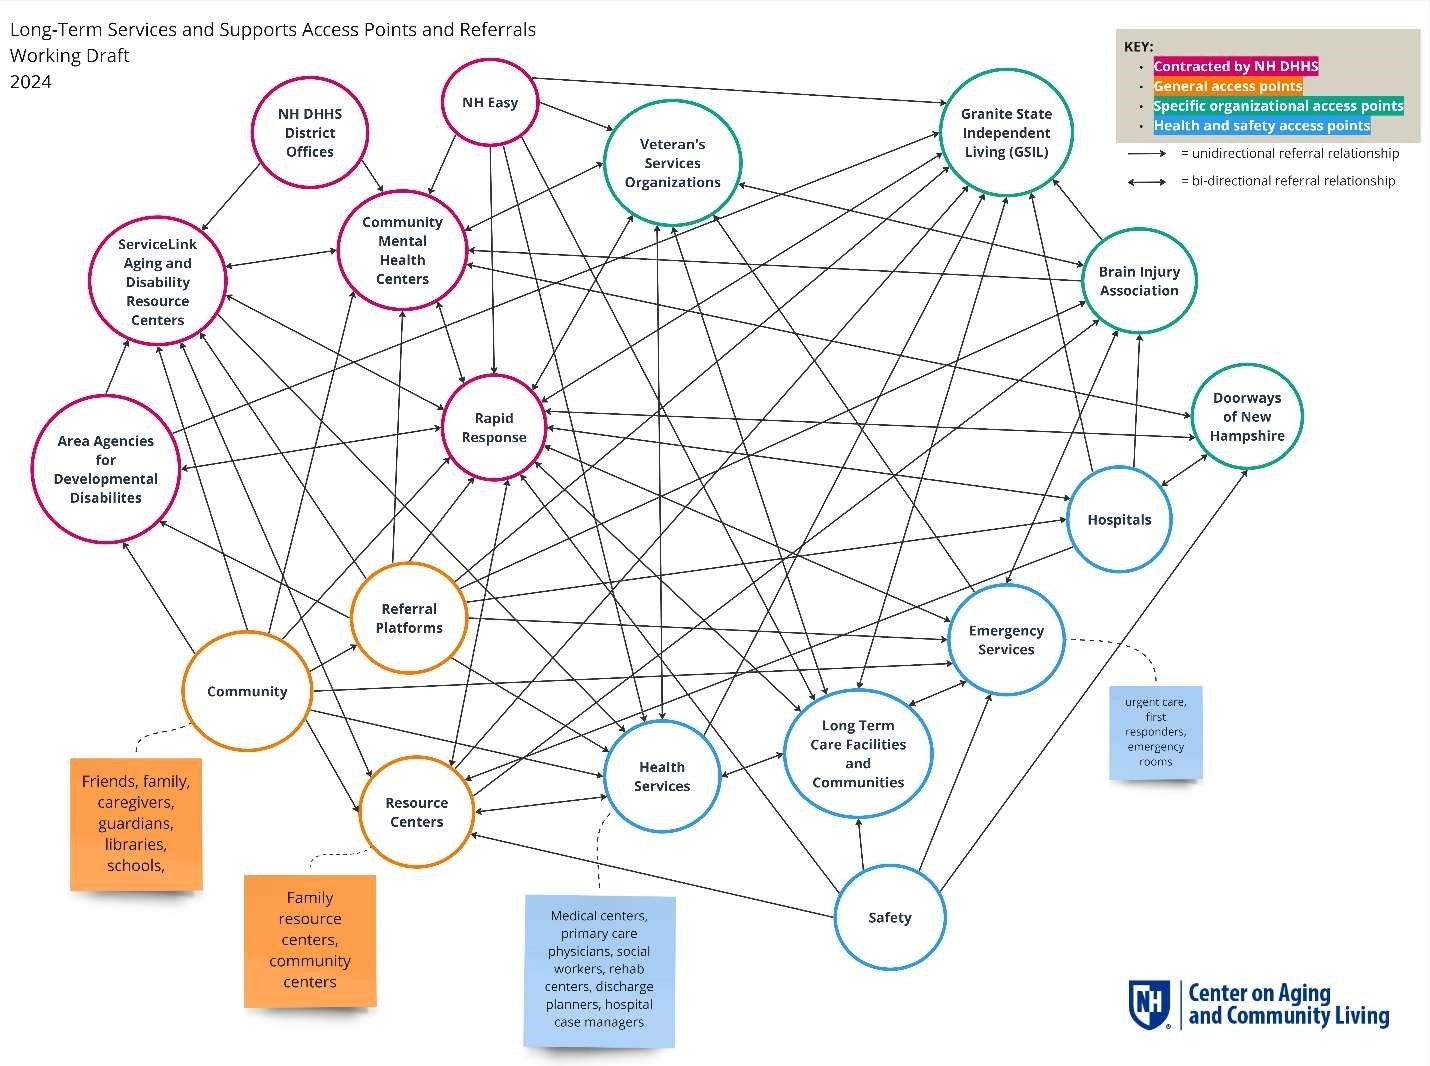 Long-Term Services and Supports Access Points and Referrals
Working Draft
2024
KEY:
Contracted by NH DHHS
General access points
Specific organizational access points
Health and safety access points
= unidirectional referral relationship
= bi-directional referral relationship
NH DHHS
District
Offices
NH Easy
Veteran's
Services
Organizations
Granite State
Independent
Living (GSIL)
ServiceLink
Aging and
Disability
Resource
Centers
Community
Mental
Health
Centers
Brain Injury
Association
Area Agencies
for
Developmental
Disabilites
Rapid
Response
Doorways
of New
Hampshire
Hospitals
Referral
Platforms
Emergency
Services
Community
urgent care,
first
responders,
emergency
rooms
Long Term
Care Facilities
and
Communities
Health
Services
Resource
Centers
Friends, family,
caregivers,
guardians,
libraries,
schools,
Family
resource
centers,
community
centers
Medical centers,
primary care
physicians, social
workers, rehab
centers, discharge
planners, hospital
case managers
Safety
NH
Center on Aging
and Community Living